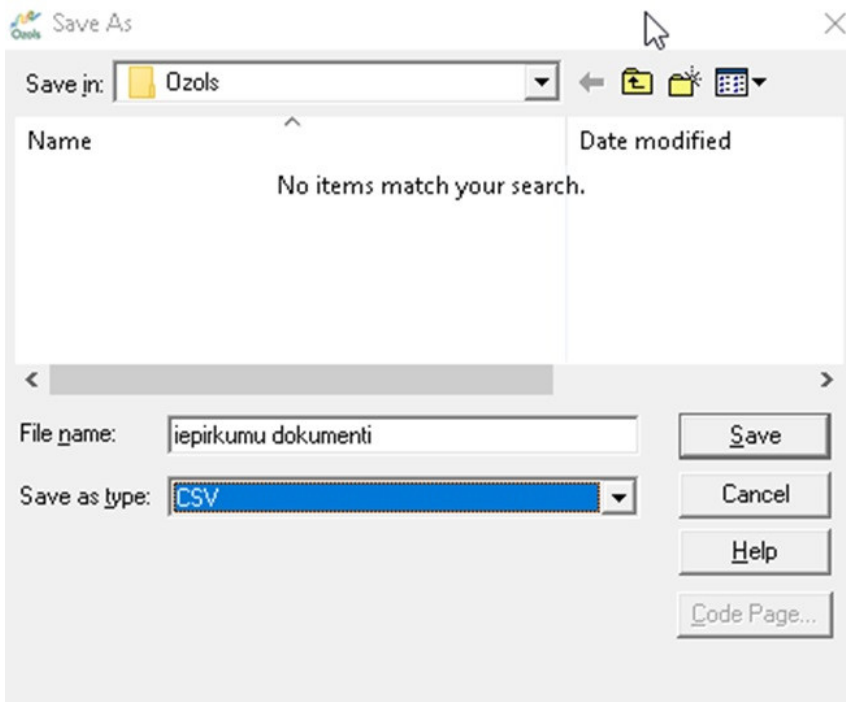 Ozols Save As
Save in: Ozols
Name Date modified
No items match your search.
File name: iepirkumu dokumenti Save
Save as type: CSV Cancel
Help
Code Page...